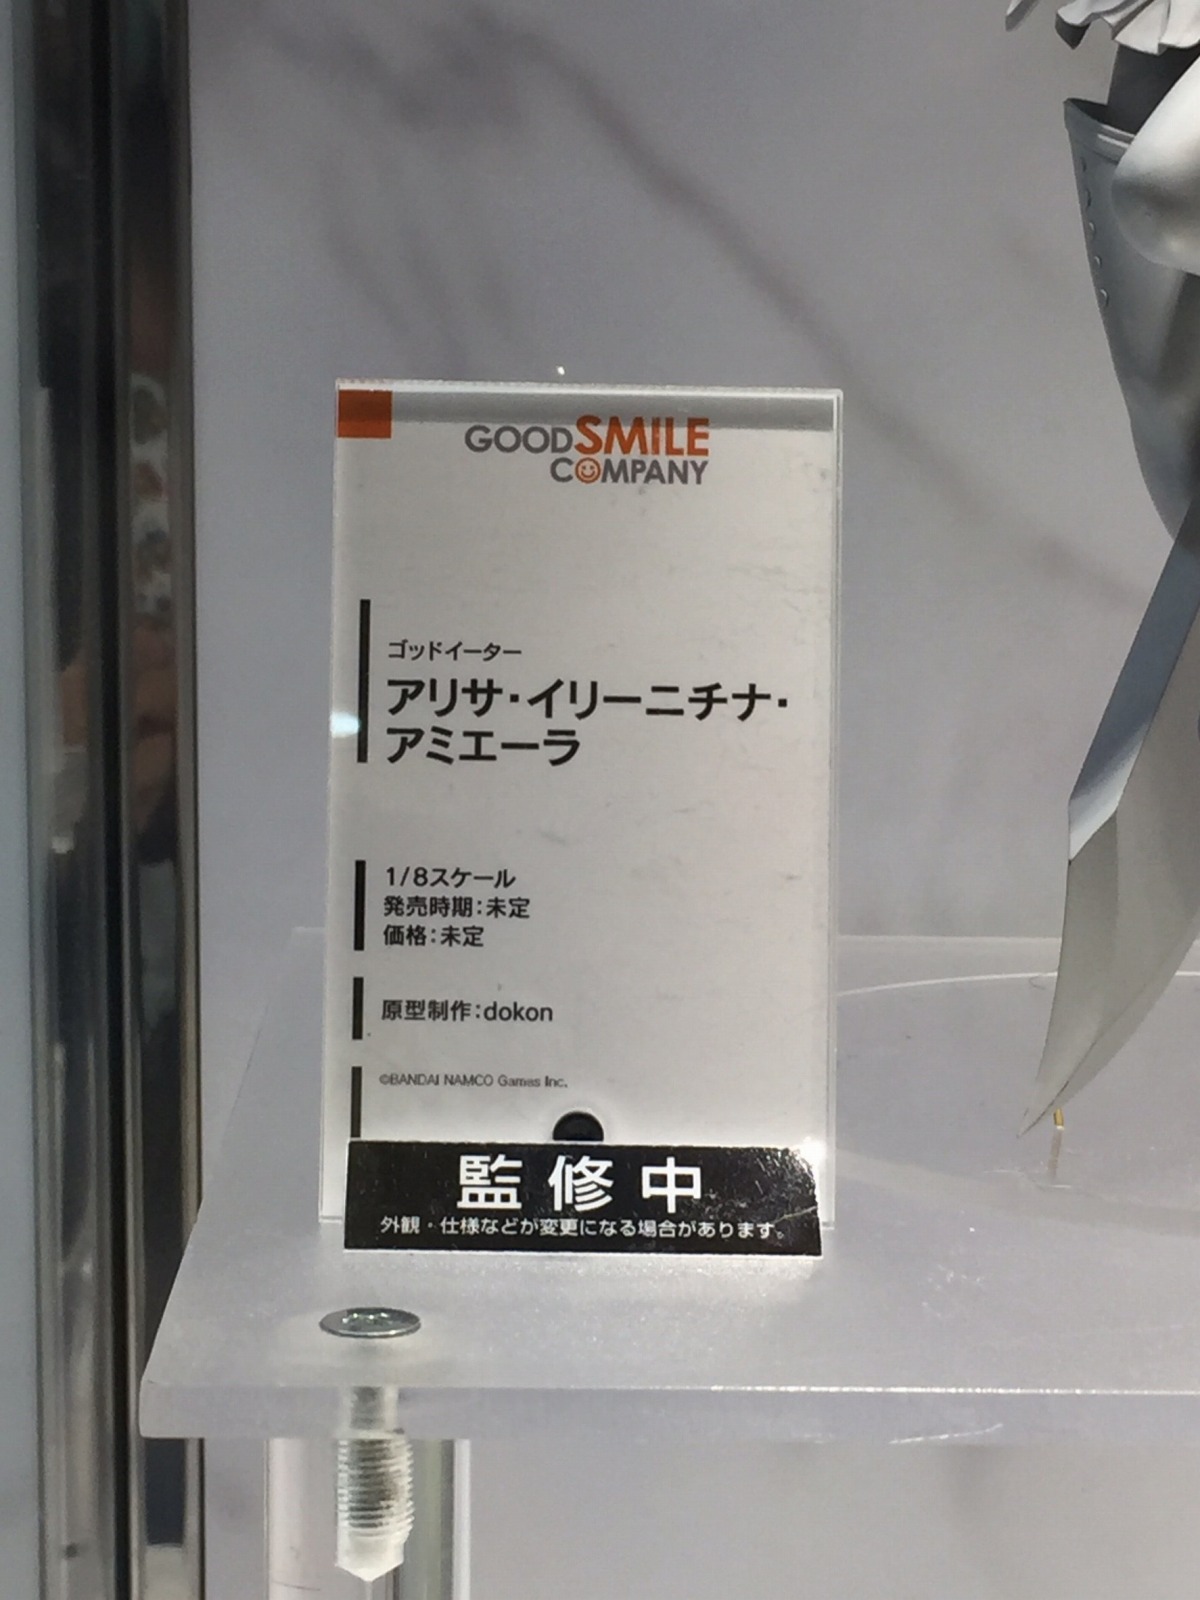 GOOD SMILE
COMPANY
ゴッドイーター
アリサ・イリーニチナ・
アミエーラ
1/8スケール
発売時期：未定
価格：未定
原型制作：dokon
©BANDAI NAMCO Games Inc.
監修中
外観・仕様などが変更になる場合があります。